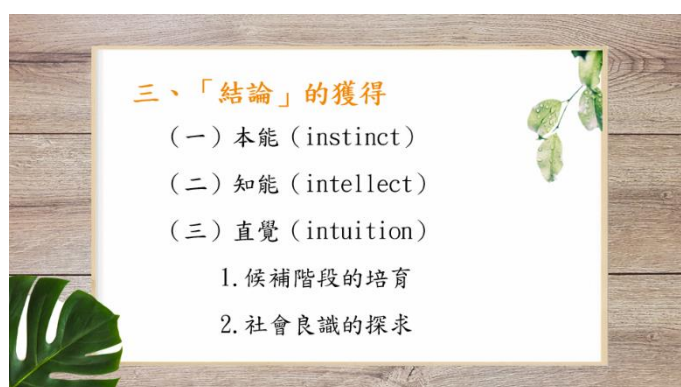 三、「結論」的獲得
（一）本能（instinct）
（二）知能（intellect）
（三）直覺（intuition）
1.候補階段的培育
2.社會良識的探求